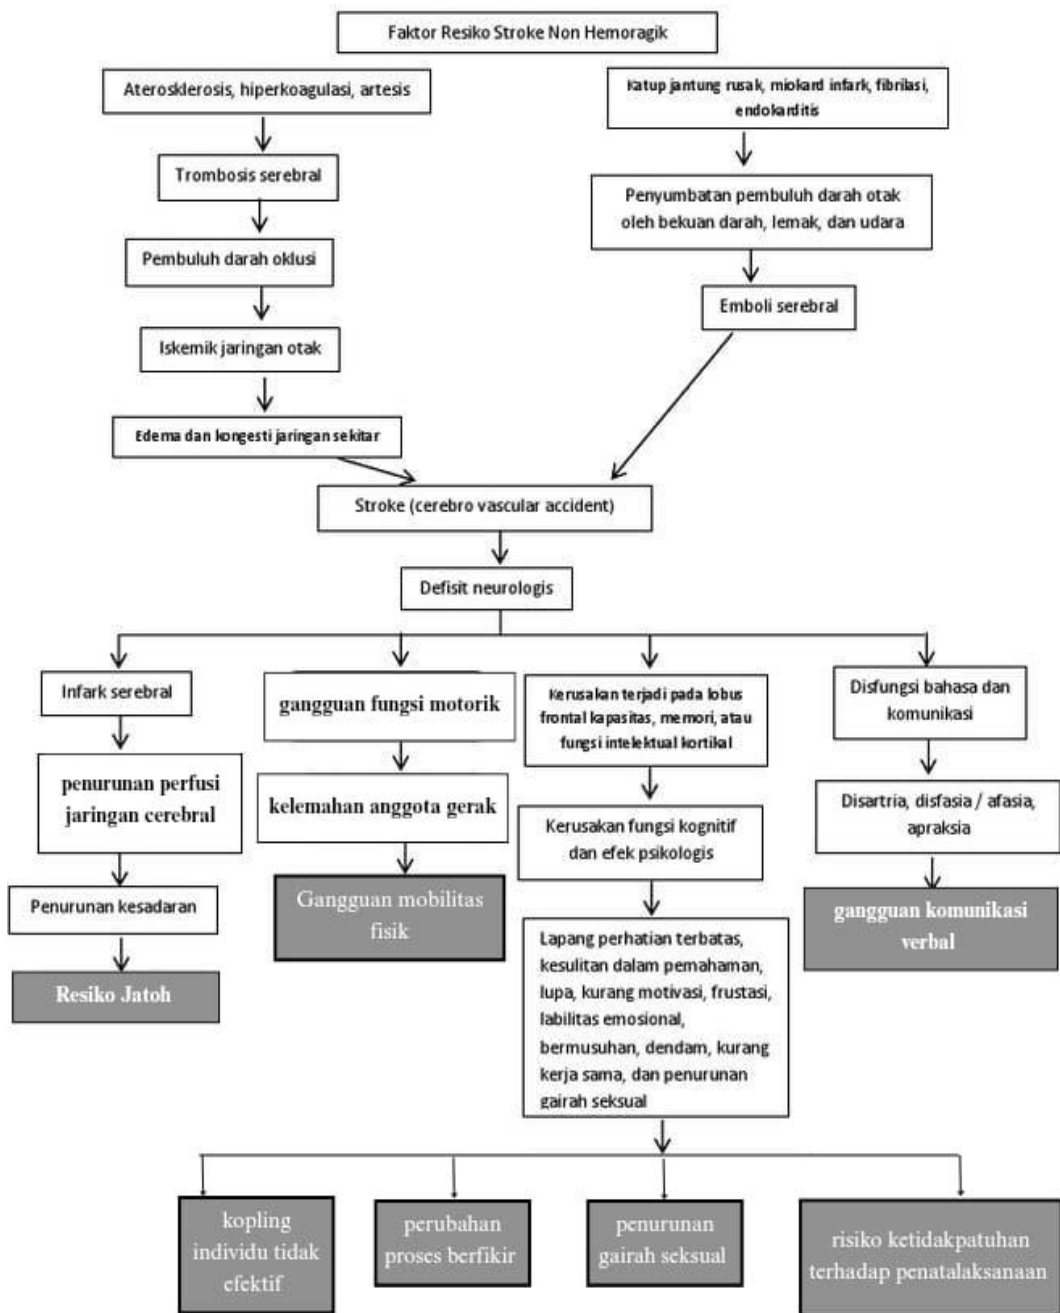 Faktor Resiko Stroke Non Hemoragik
Aterosklerosis, hiperkoagulasi, artesis
Katup jantung rusak, miokard infark, fibrilasi,
endokarditis
Trombosis serebral
Penyumbatan pembuluh darah otak
oleh bekuan darah, lemak, dan udara
Pembuluh darah oklusi
Emboli serebral
Iskemik jaringan otak
Edema dan kongesti jaringan sekitar
Stroke (cerebro vascular accident)
Defisit neurologis
Infark serebral
penurunan perfusi
jaringan cerebral
Penurunan kesadaran
Resiko Jatoh
gangguan fungsi motorik
kelemahan anggota gerak
Gangguan mobilitas
fisik
Kerusakan terjadi pada lobus
frontal kapasitas, memori, atau
fungsi intelektual kortikal
Kerusakan fungsi kognitif
dan efek psikologis
Lapang perhatian terbatas,
kesulitan dalam pemahaman,
lupa, kurang motivasi, frustasi,
labilitas emosional,
bermusuhan, dendam, kurang
kerja sama, dan penurunan
gairah seksual
Disfungsi bahasa dan
komunikasi
Disartria, disfasia / afasia,
apraksia
gangguan komunikasi
verbal
kopling
individu tidak
efektif
perubahan
proses berfikir
penurunan
gairah seksual
risiko ketidakpatuhan
terhadap penatalaksanaan